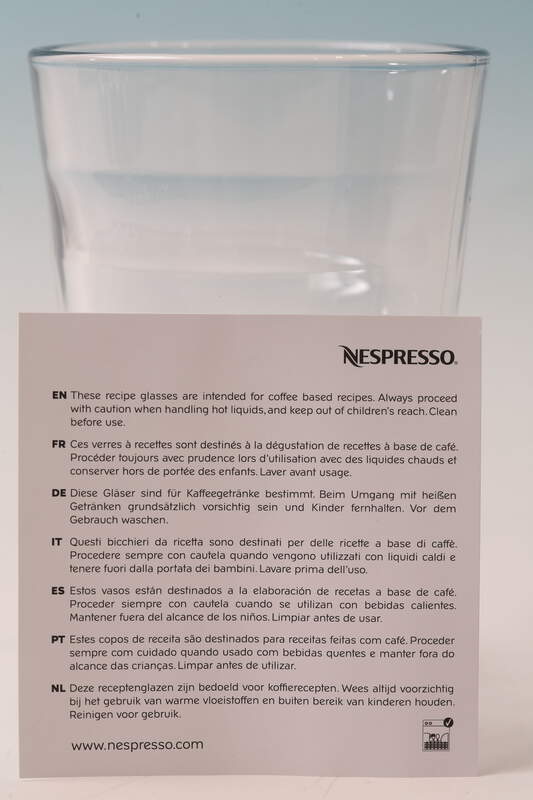 NESPRESSO.
EN These recipe glasses are intended for coffee based recipes. Always proceed
with caution when handling hot liquids, and keep out of children's reach. Clean
before use.
FR Ces verres à recettes sont destinés à la dégustation de recettes à base de café.
Procéder toujours avec prudence lors d'utilisation avec des liquides chauds et
conserver hors de portée des enfants. Laver avant usage.
DE Diese Gläser sind für Kaffeegetränke bestimmt. Beim Umgang mit heißen
Getränken grundsätzlich vorsichtig sein und Kinder fernhalten. Vor dem
Gebrauch waschen.
IT Questi bicchieri da ricetta sono destinati per delle ricette a base di caffè.
Procedere sempre con cautela quando vengono utilizzati con liquidi caldi e
tenere fuori dalla portata dei bambini. Lavare prima dell'uso.
ES Estos vasos están destinados a la elaboración de recetas a base de café.
Proceder siempre con cautela cuando se utilizan con bebidas calientes.
Mantener fuera del alcance de los niños. Limpiar antes de usar.
PT Estes copos de receita são destinados para receitas feitas com café. Proceder
sempre com cuidado quando usado com bebidas quentes e manter fora do
alcance das crianças. Limpar antes de utilizar.
NL Deze receptenglazen zijn bedoeld voor koffierecepten. Wees altijd voorzichtig
bij het gebruik van warme vloeistoffen en buiten bereik van kinderen houden.
Reinigen voor gebruik.
www.nespresso.com